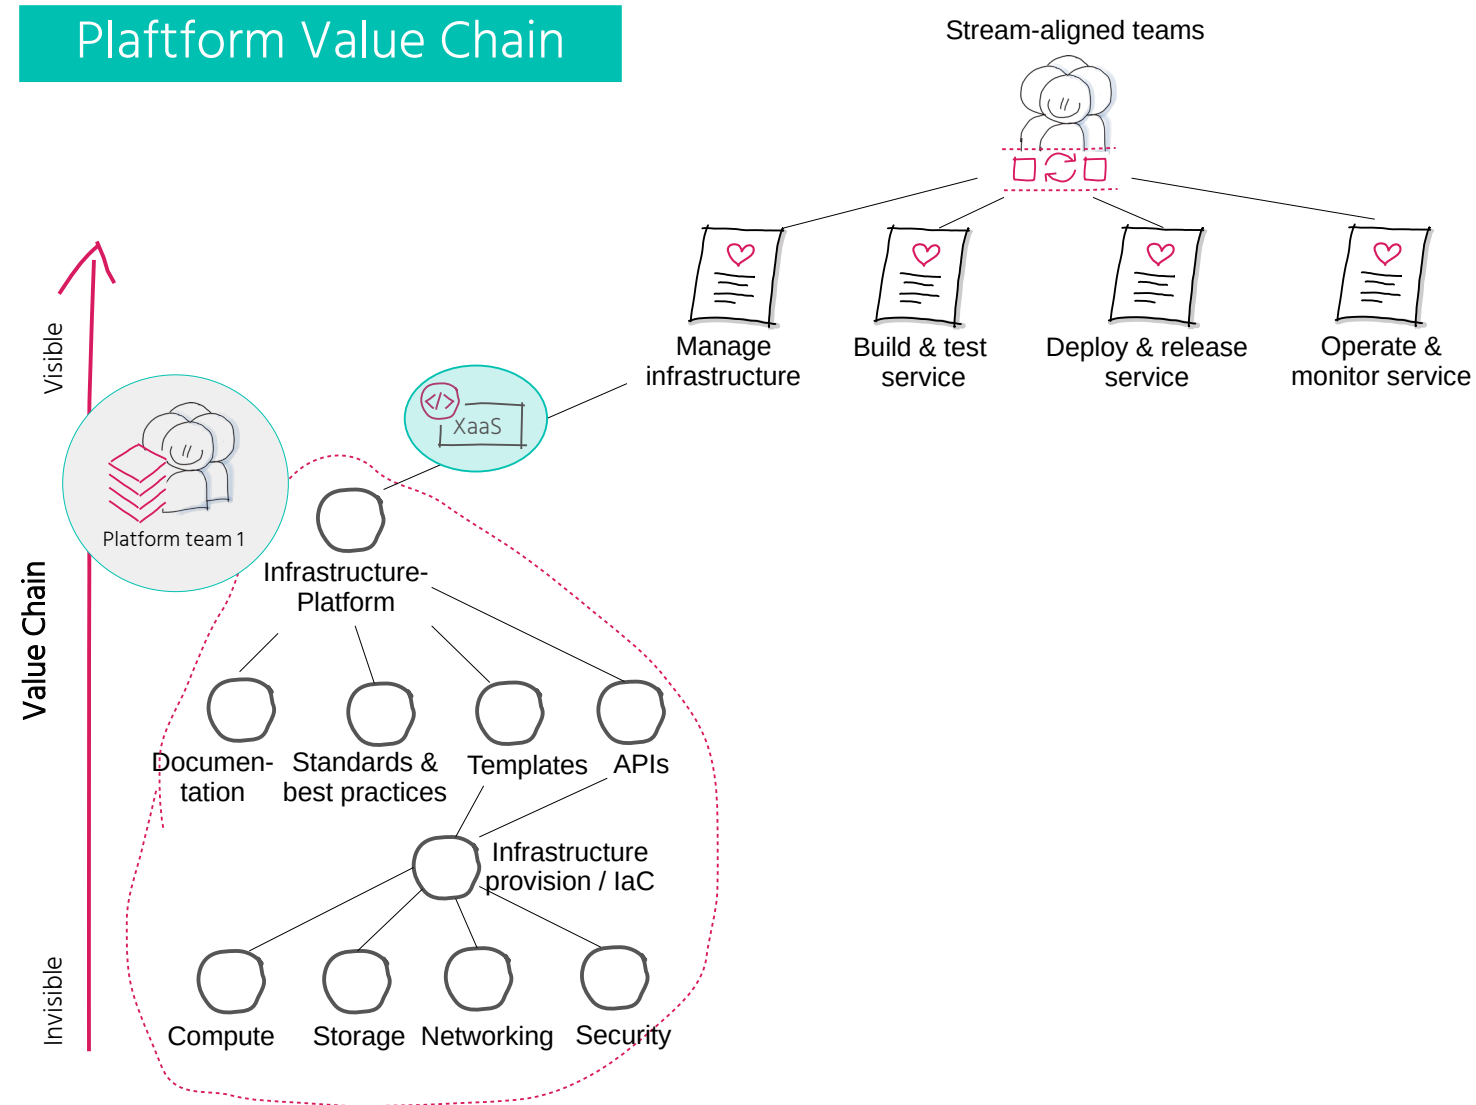 Plaftform Value Chain
Stream-aligned teams
Manage
infrastructure
Build & test
service
Deploy & release
service
Operate &
monitor service
Visible
</>
XaaS
Platform team 1
Value Chain
Infrastructure-
Platform
Documen-
tation
Standards &
best practices
Templates
APIs
Infrastructure
provision / IaC
Invisible
Compute
Storage
Networking
Security